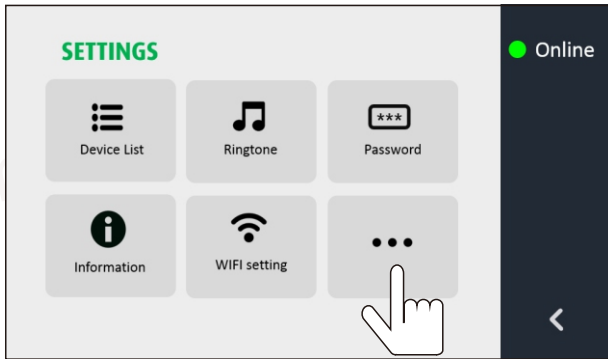 SETTINGS
Online
Device List
Ringtone
***
Password
Information
WIFI setting